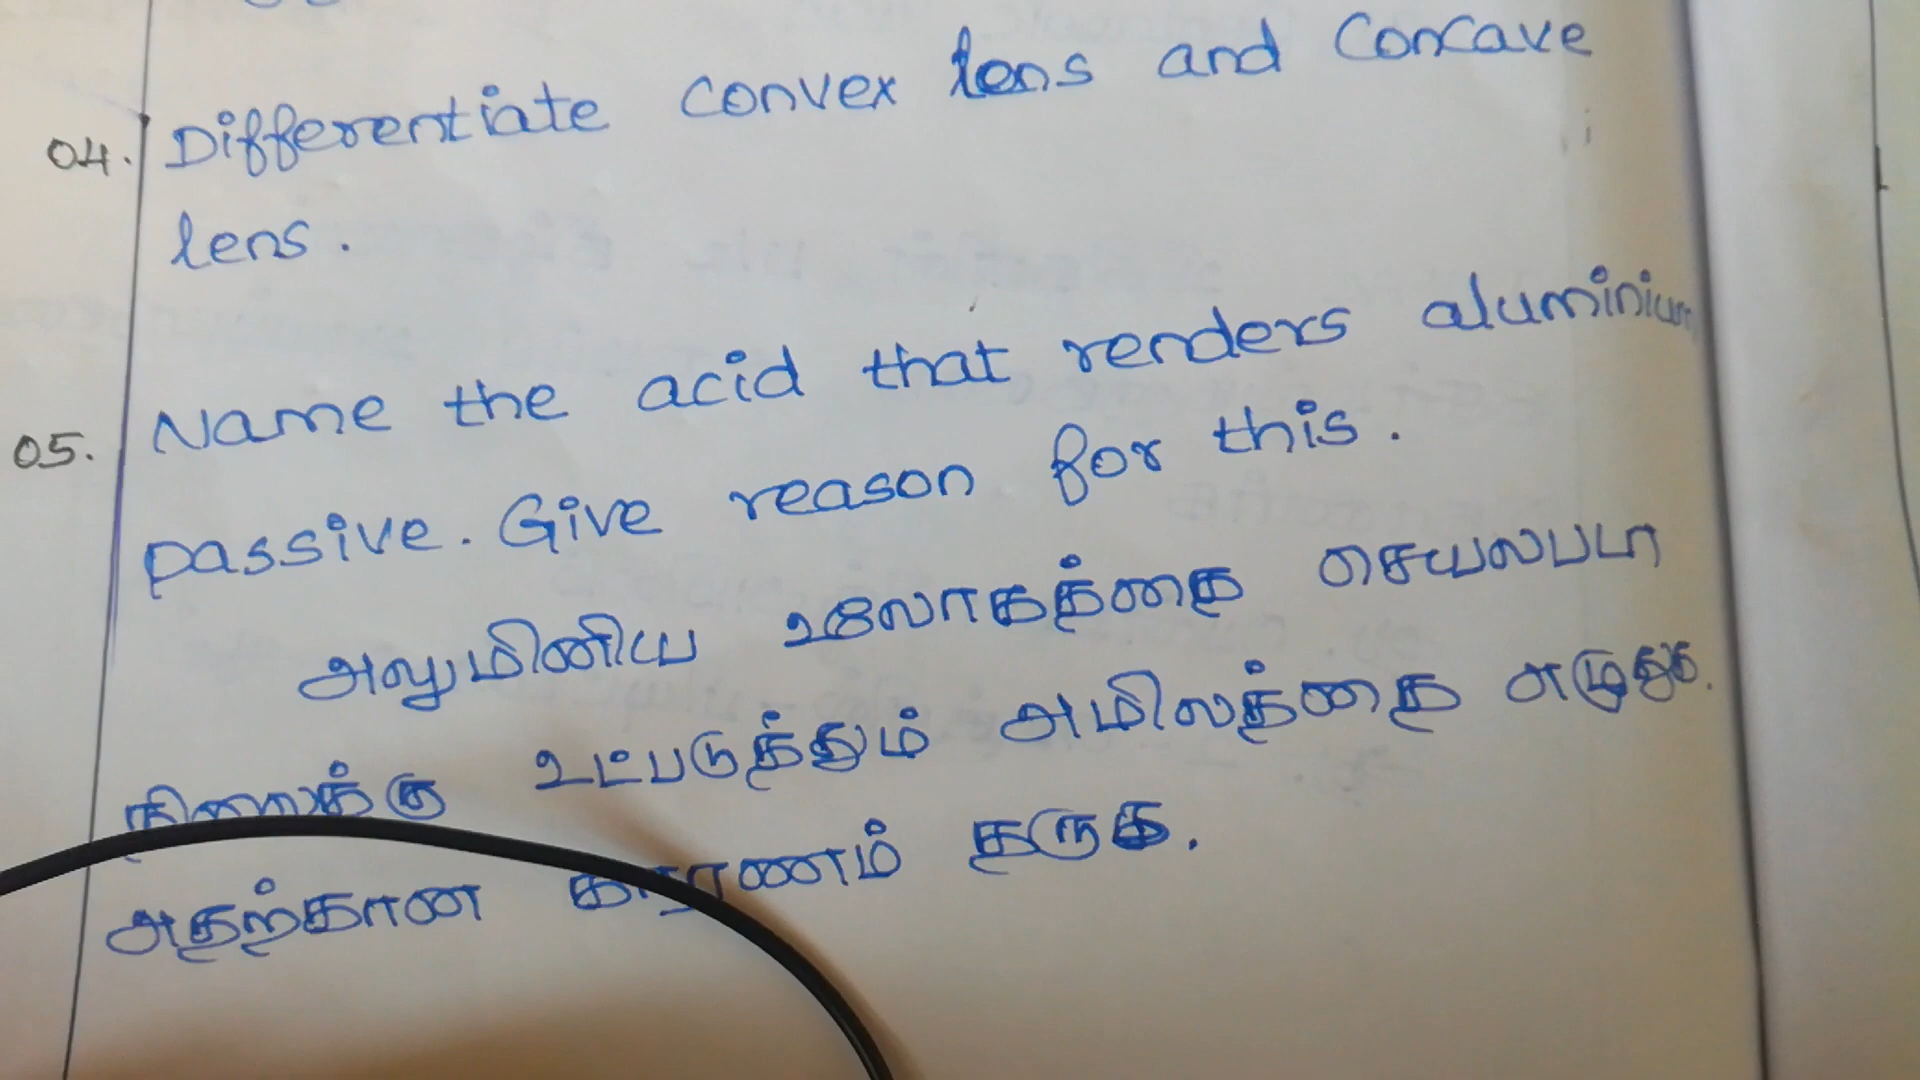 04. Differentiate convex lens and Concave
lens.
05. Name the acid that renders aluminium
passive. Give reason for this.
அலுமினிய உலோகத்தை செயலபடா
நிலைக்கு உட்படுத்தும் அமிலத்தை எழுதுக.
அதற்கான காரணம் தருக.